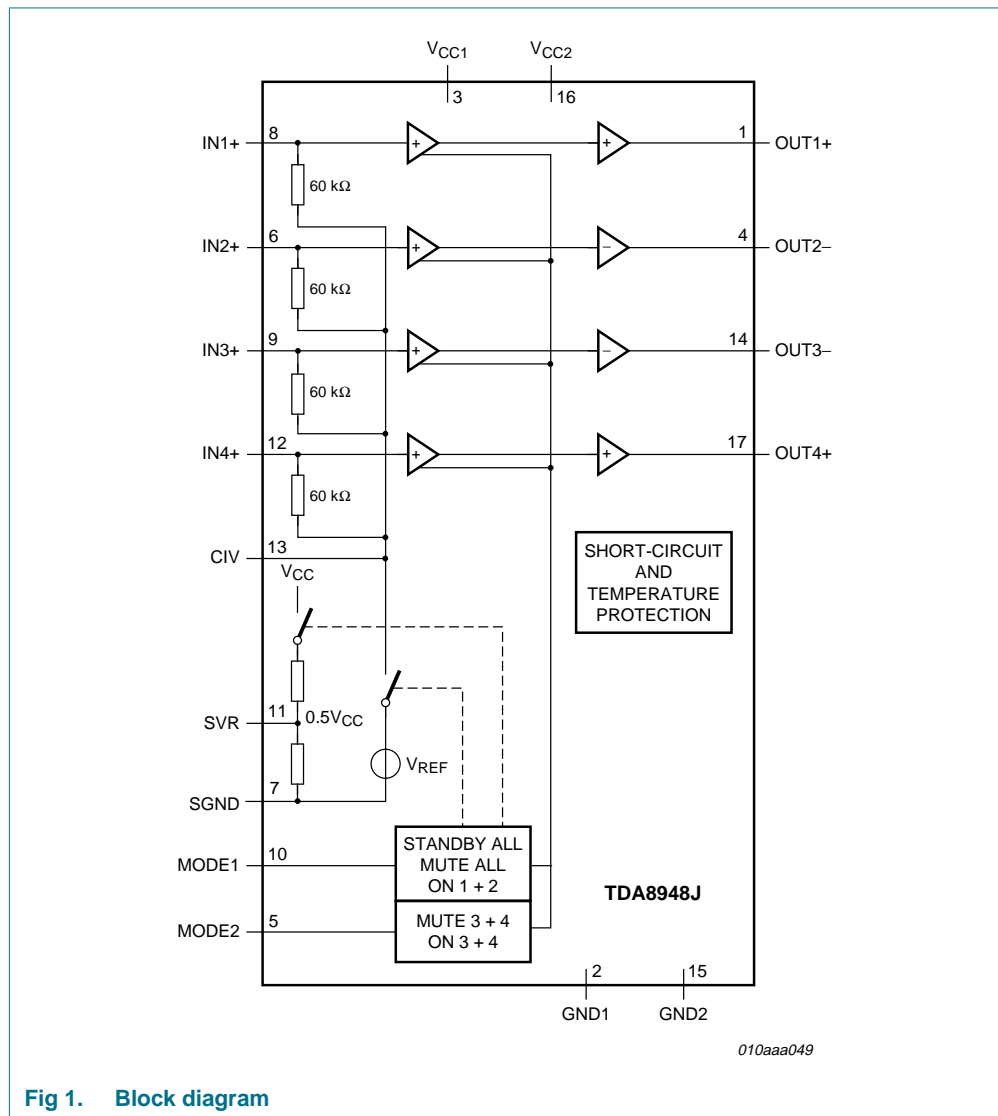 VCC1
VCC2
3
16
IN1+
8
1
OUT1+
60 kΩ
IN2+
6
4
OUT2−
60 kΩ
IN3+
9
14
OUT3−
60 kΩ
IN4+
12
17
OUT4+
60 kΩ
CIV
13
VCC
SHORT-CIRCUIT
AND
TEMPERATURE
PROTECTION
SVR
11
0.5VCC
VREF
SGND
7
STANDBY ALL
MUTE ALL
ON 1 + 2
MODE1
10
TDA8948J
MUTE 3 + 4
ON 3 + 4
MODE2
5
2
15
GND1
GND2
010aaa049
Fig 1. Block diagram
+
+
+
−
+
−
+
+